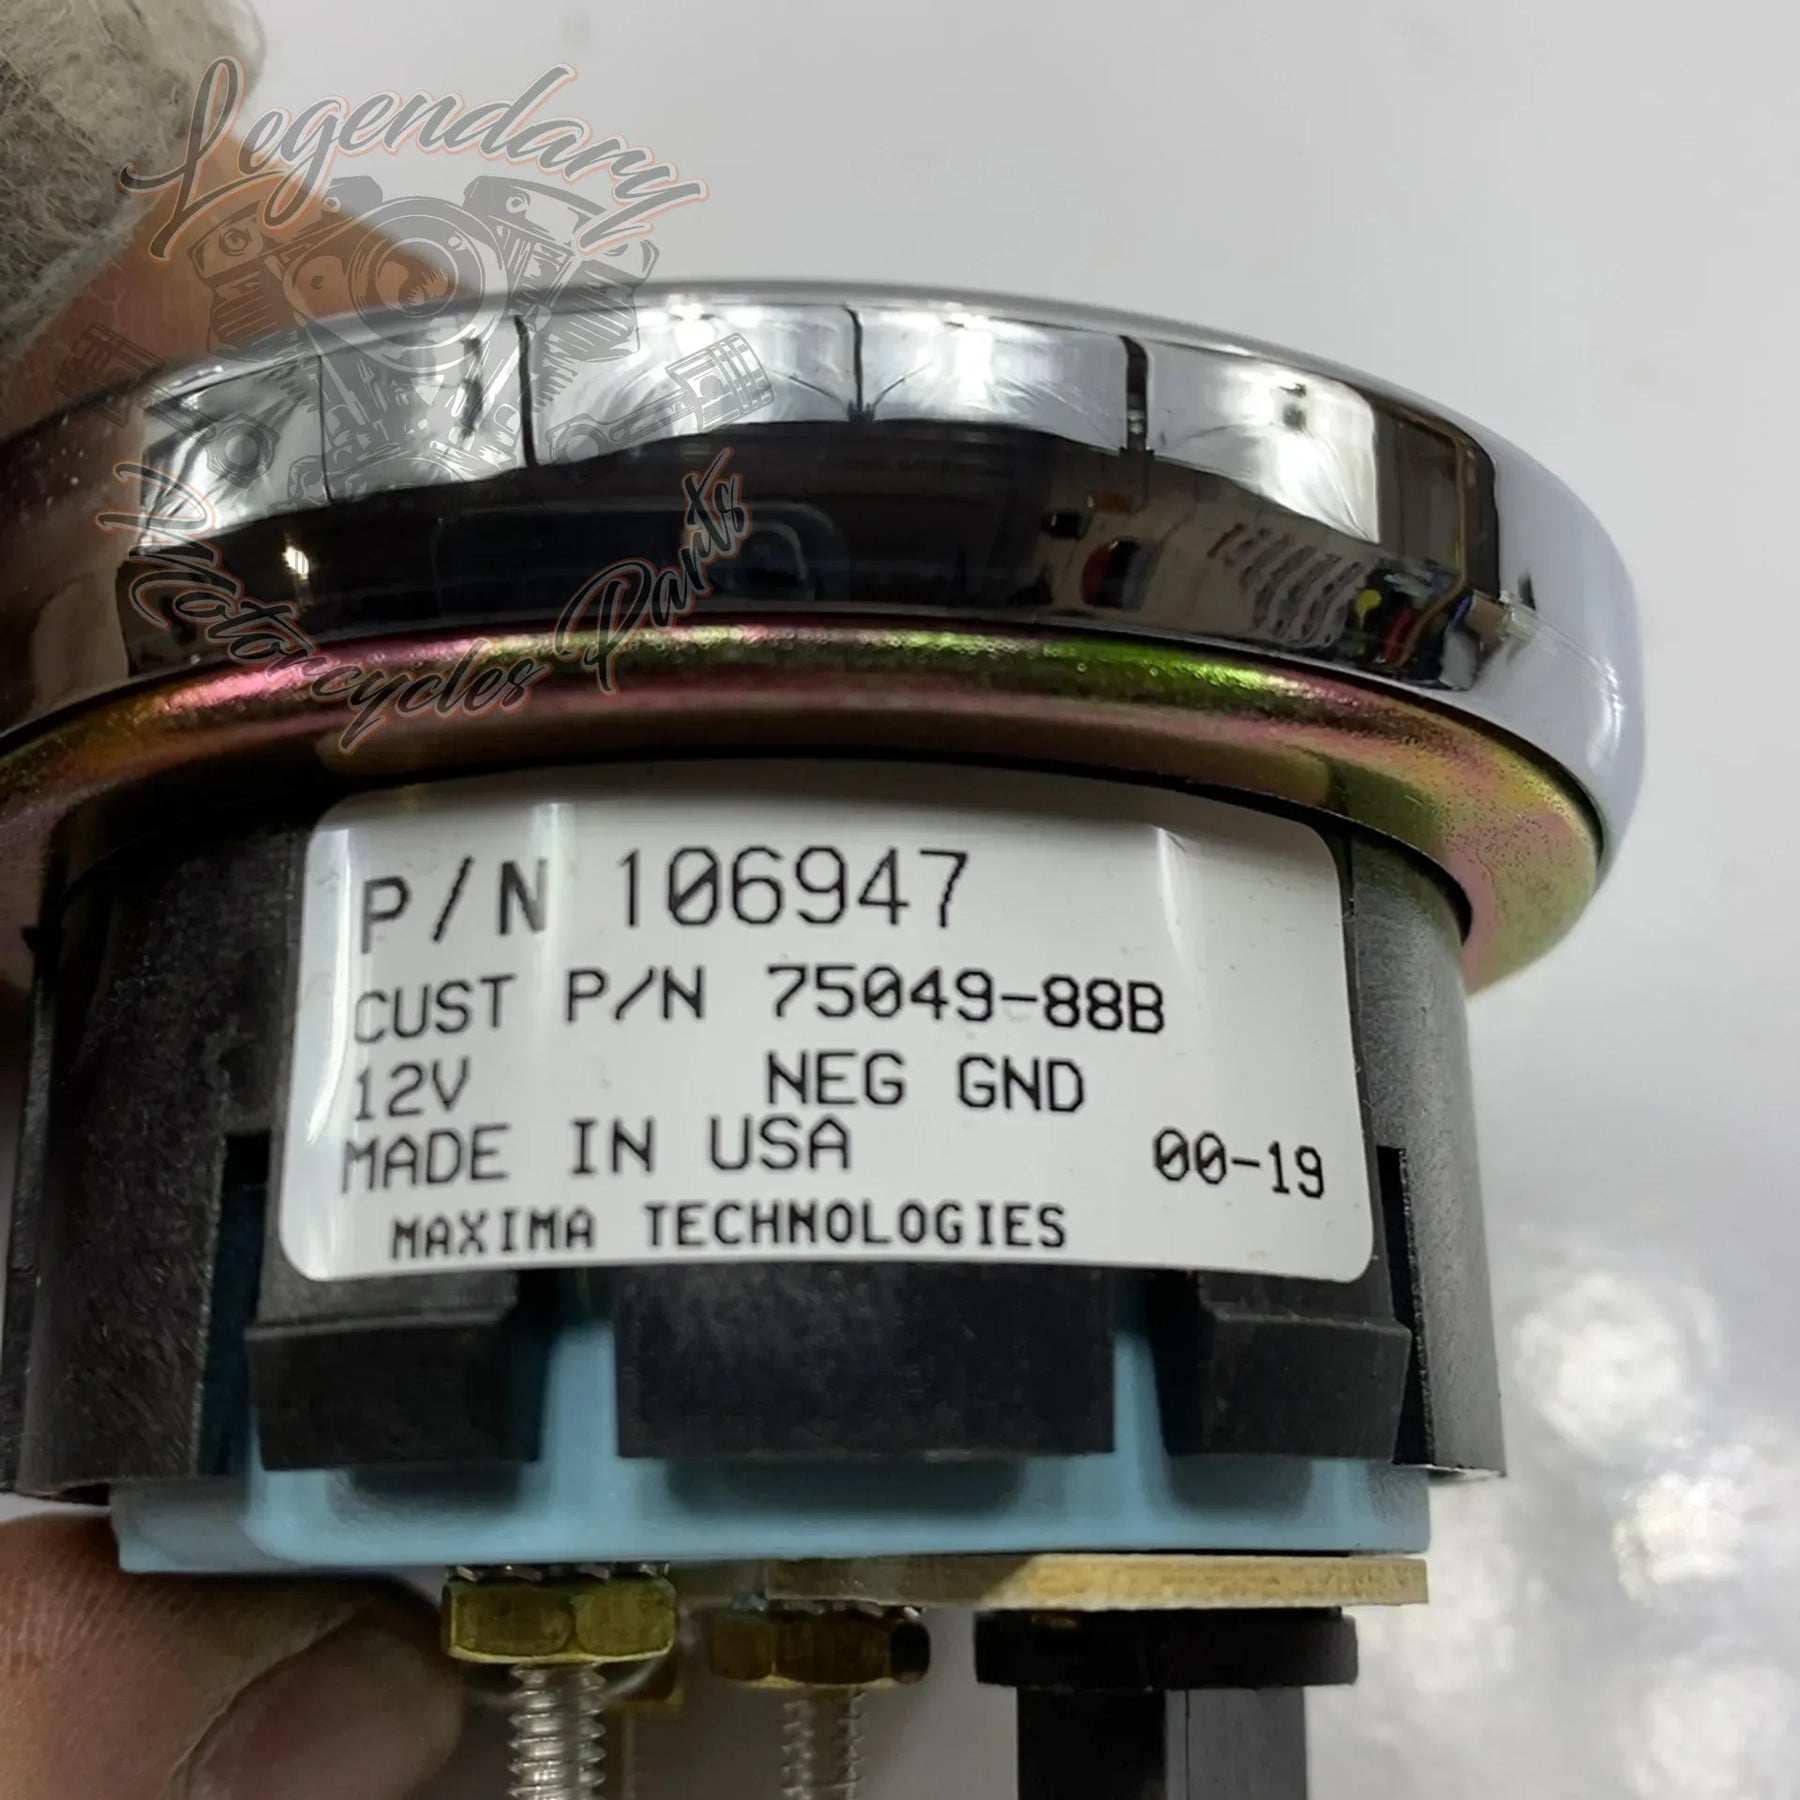 Legendary
Motorcycles Parts
P/N 106947
CUST P/N 75049-88B
12V NEG GND
MADE IN USA 00-19
MAXIMA TECHNOLOGIES